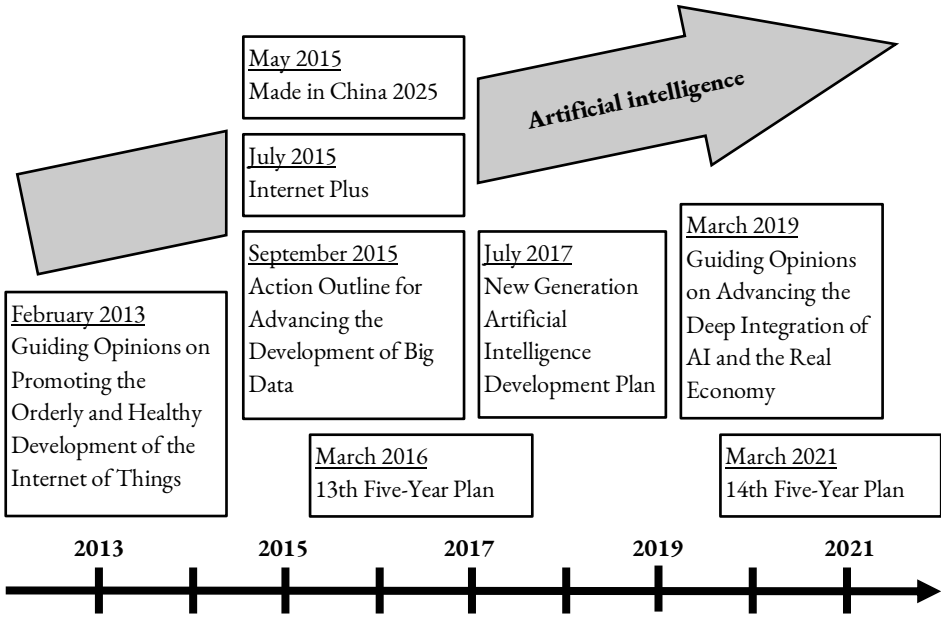 May 2015
Made in China 2025
Artificial intelligence
July 2015
Internet Plus
September 2015
Action Outline for
Advancing the
Development of Big
Data
July 2017
New Generation
Artificial
Intelligence
Development Plan
March 2019
Guiding Opinions
on Advancing the
Deep Integration of
AI and the Real
Economy
February 2013
Guiding Opinions on
Promoting the
Orderly and Healthy
Development of the
Internet of Things
March 2016
13th Five-Year Plan
March 2021
14th Five-Year Plan
2013
2015
2017
2019
2021